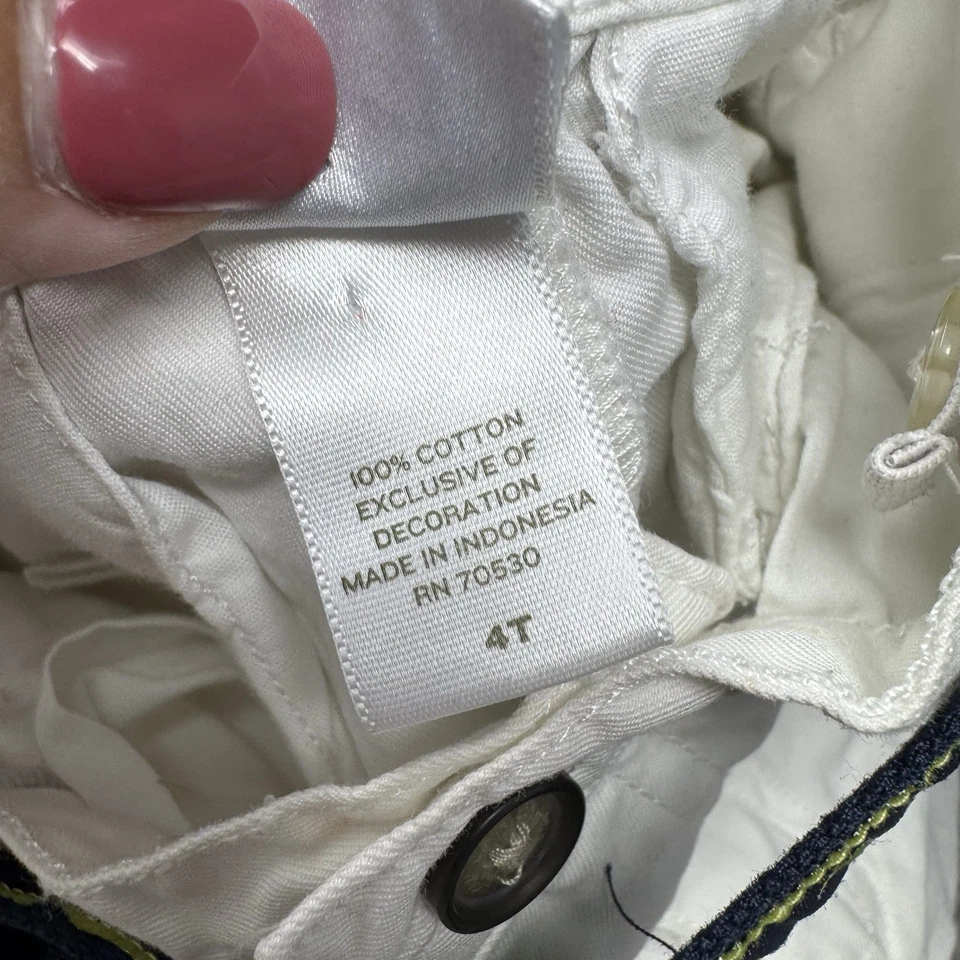 100% COTTON
EXCLUSIVE OF
DECORATION
MADE IN INDONESIA
RN 70530
4T